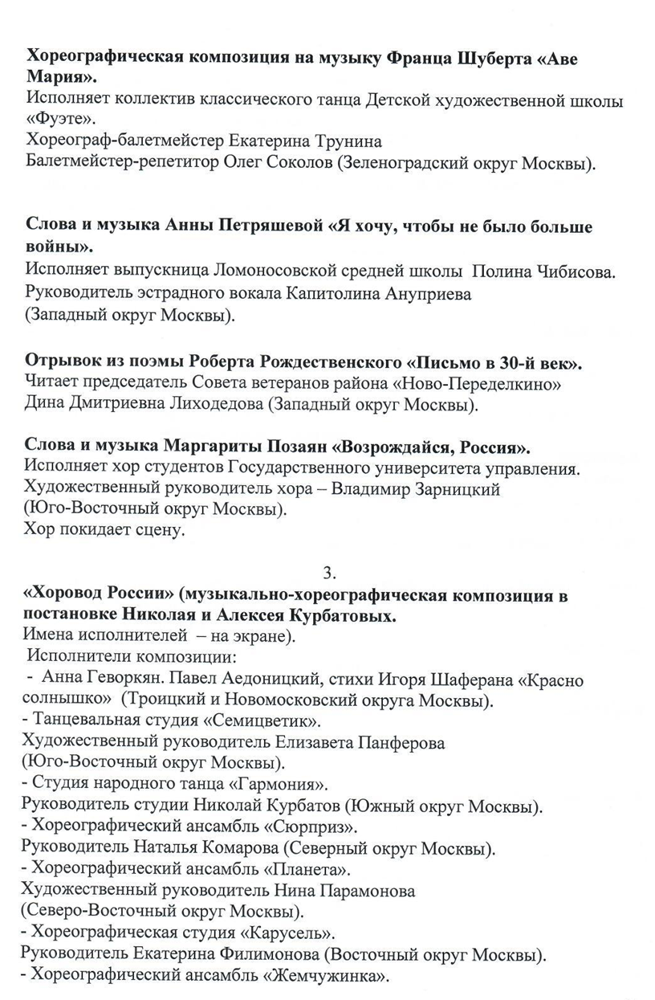 Хореографическая композиция на музыку Франца Шуберта «Аве
Мария».
Исполняет коллектив классического танца Детской художественной школы
«Фуэте».
Хореограф-балетмейстер Екатерина Трунина
Балетмейстер-репетитор Олег Соколов (Зеленоградский округ Москвы).
Слова и музыка Анны Петряшевой «Я хочу, чтобы не было больше
войны».
Исполняет выпускница Ломоносовской средней школы  Полина Чибисова.
Руководитель эстрадного вокала Капитолина Ануприева
(Западный округ Москвы).
Отрывок из поэмы Роберта Рождественского «Письмо в 30-й век».
Читает председатель Совета ветеранов района «Ново-Переделкино»
Дина Дмитриевна Лиходедова (Западный округ Москвы).
Слова и музыка Маргариты Позаян «Возрождайся, Россия».
Исполняет хор студентов Государственного университета управления.
Художественный руководитель хора – Владимир Зарницкий
(Юго-Восточный округ Москвы).
Хор покидает сцену.
3.
«Хоровод России» (музыкально-хореографическая композиция в
постановке Николая и Алексея Курбатовых.
Имена исполнителей  – на экране).
Исполнители композиции:
-  Анна Геворкян. Павел Аедоницкий, стихи Игоря Шаферана «Красно
солнышко»  (Троицкий и Новомосковский округа Москвы).
- Танцевальная студия «Семицветик».
Художественный руководитель Елизавета Панферова
(Юго-Восточный округ Москвы).
- Студия народного танца «Гармония».
Руководитель студии Николай Курбатов (Южный округ Москвы).
- Хореографический ансамбль «Сюрприз».
Руководитель Наталья Комарова (Северный округ Москвы).
- Хореографический ансамбль «Планета».
Художественный руководитель Нина Парамонова
(Северо-Восточный округ Москвы).
- Хореографическая студия «Карусель».
Руководитель Екатерина Филимонова (Восточный округ Москвы).
- Хореографический ансамбль «Жемчужинка».